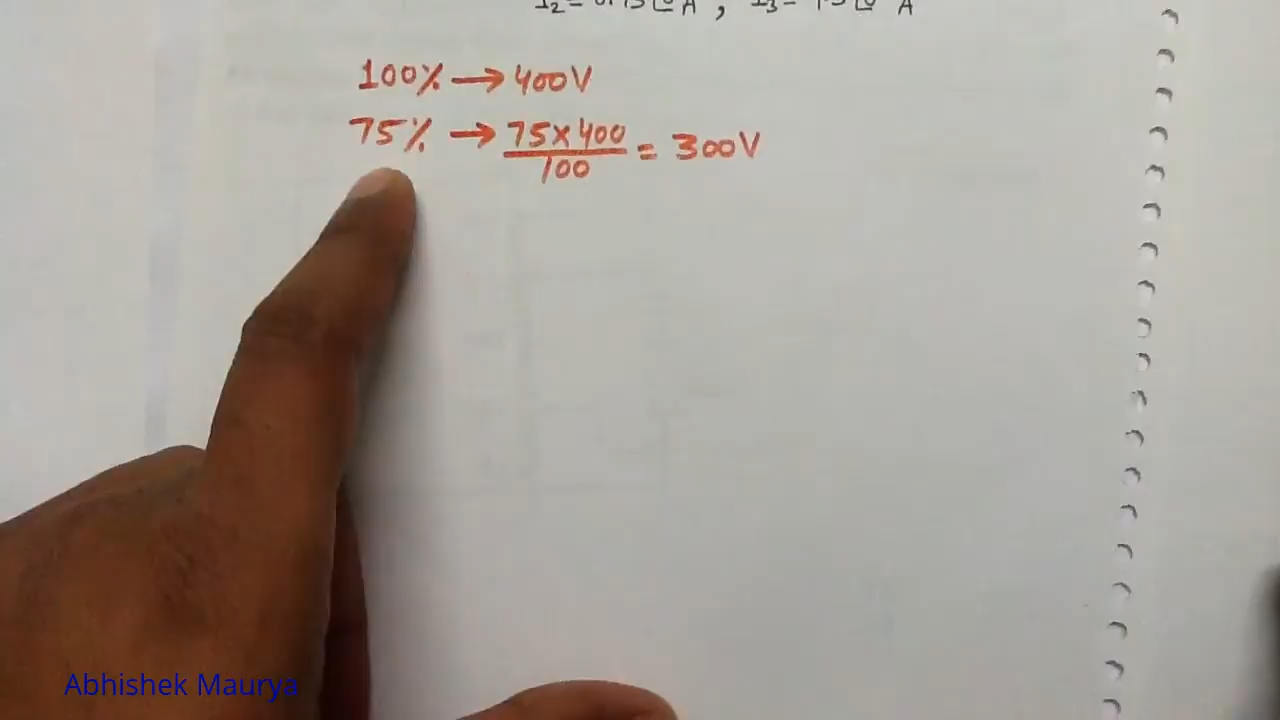 100% → 400V
75% → 75×400/100 = 300V
Abhishek Maurya